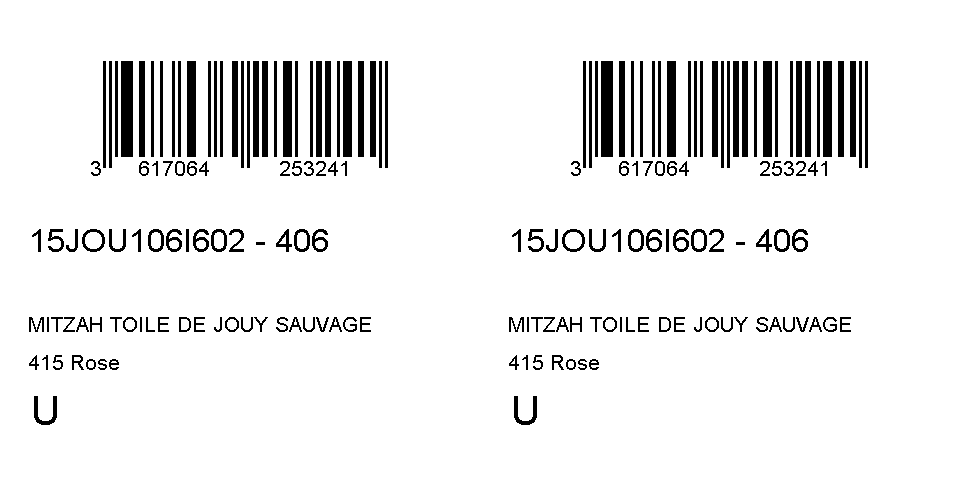 3 617064 253241
15JOU106I602 - 406
MITZAH TOILE DE JOUY SAUVAGE
415 Rose
U
3 617064 253241
15JOU106I602 - 406
MITZAH TOILE DE JOUY SAUVAGE
415 Rose
U